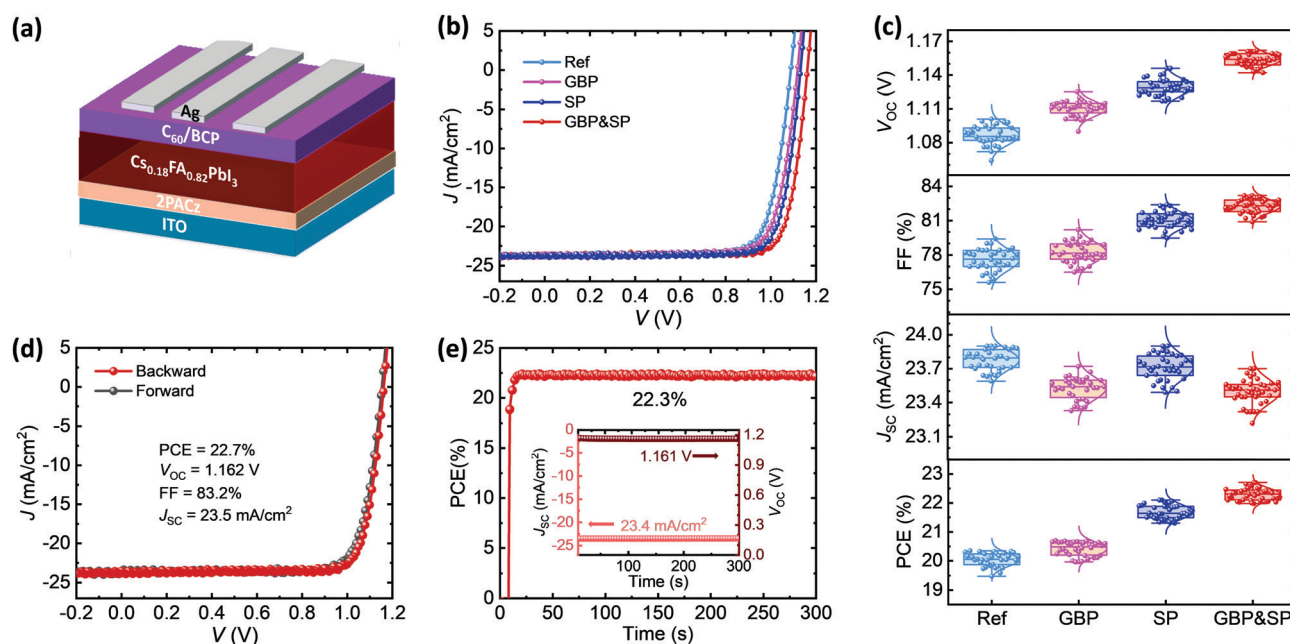 (a)
Ag
C₆₀/BCP
Cs₀.₁₈FA₀.₈₂PbI₃
2PACz
ITO
(b)
5
0
-5
-10
-15
-20
-25
J (mA/cm²)
Ref
GBP
SP
GBP&SP
-0.2 0.0 0.2 0.4 0.6 0.8 1.0 1.2
V (V)
(c)
1.17
1.14
1.11
1.08
V_OC (V)
84
81
78
75
FF (%)
24.0
23.7
23.4
23.1
J_SC (mA/cm²)
23
22
21
20
19
PCE (%)
Ref GBP SP GBP&SP
(d)
5
0
-5
-10
-15
-20
-25
J (mA/cm²)
Backward
Forward
PCE = 22.7%
V_OC = 1.162 V
FF = 83.2%
J_SC = 23.5 mA/cm²
-0.2 0.0 0.2 0.4 0.6 0.8 1.0 1.2
V (V)
(e)
25
20
15
10
5
0
PCE(%)
22.3%
0
-5
-10
-15
-20
-25
J_SC (mA/cm²)
1.161 V
23.4 mA/cm²
1.2
0.9
0.6
0.3
0.0
V_OC (V)
100 200 300
Time (s)
0 50 100 150 200 250 300
Time (s)